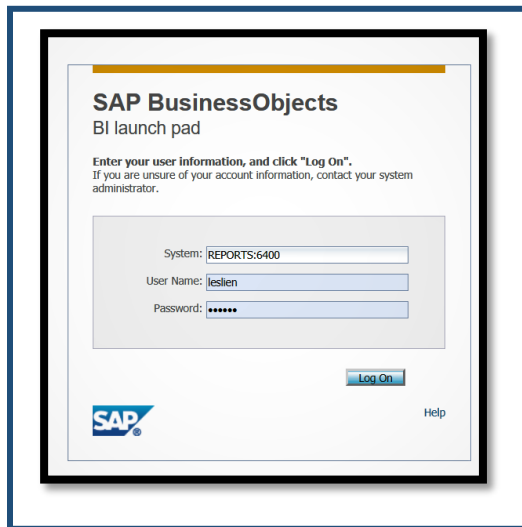 SAP BusinessObjects
BI launch pad
Enter your user information, and click "Log On".
If you are unsure of your account information, contact your system
administrator.
System: REPORTS:6400
User Name: leslien
Password: ••••••
Log On
Help
SAP®